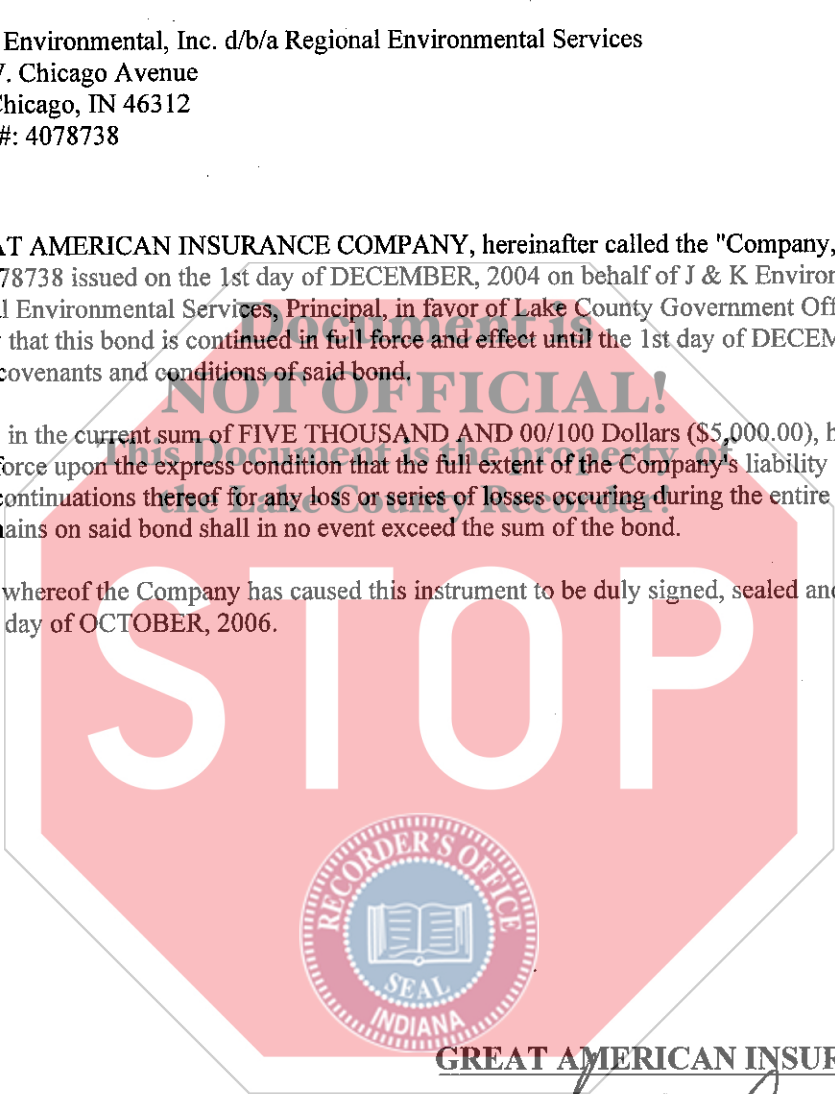 Environmental, Inc. d/b/a Regional Environmental Services
. Chicago Avenue
Chicago, IN 46312
#: 4078738
AT AMERICAN INSURANCE COMPANY, hereinafter called the "Company,
78738 issued on the 1st day of DECEMBER, 2004 on behalf of J & K Environ
l Environmental Services, Principal, in favor of Lake County Government Off
that this bond is continued in full force and effect until the 1st day of DECEM
covenants and conditions of said bond.
Document is
NOT OFFICIAL!
This Document is the property of
the Lake County Recorder!
in the current sum of FIVE THOUSAND AND 00/100 Dollars ($5,000.00), h
force upon the express condition that the full extent of the Company's liability
continuations thereof for any loss or series of losses occuring during the entire
ains on said bond shall in no event exceed the sum of the bond.
whereof the Company has caused this instrument to be duly signed, sealed and
day of OCTOBER, 2006.
STOP
RECORDER'S OFFICE
SEAL
INDIANA
GREAT AMERICAN INSUR